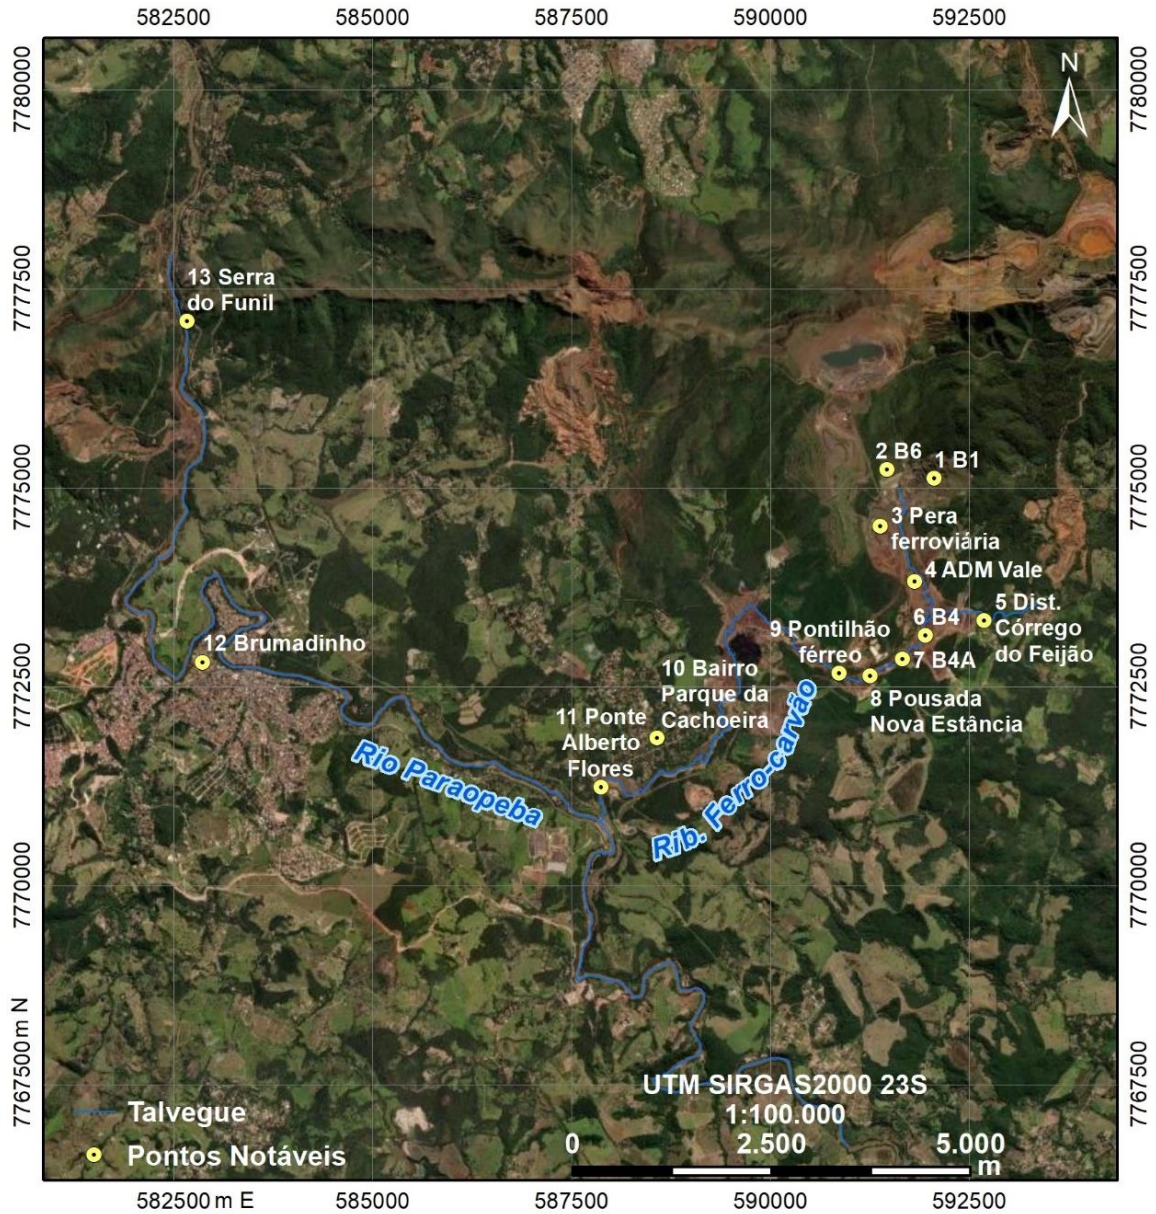 582500 585000 587500 590000 592500
N
7780000 7780000
7777500 7777500
13 Serra
do Funil
2 B6
1 B1
7775000 7775000
3 Pera
ferroviária
4 ADM Vale
5 Dist.
Córrego
do Feijão
6 B4
9 Pontilhão
férreo
12 Brumadinho
7 B4A
10 Bairro
Parque da
Cachoeira
7772500 7772500
8 Pousada
Nova Estância
11 Ponte
Alberto
Flores
Rio Paraopeba
Rib. Ferro-carvão
7770000 7770000
7767500 m N 7767500
UTM SIRGAS2000 23S
1:100.000
Talvegue
0 2.500 5.000
m
Pontos Notáveis
582500 m E 585000 587500 590000 592500